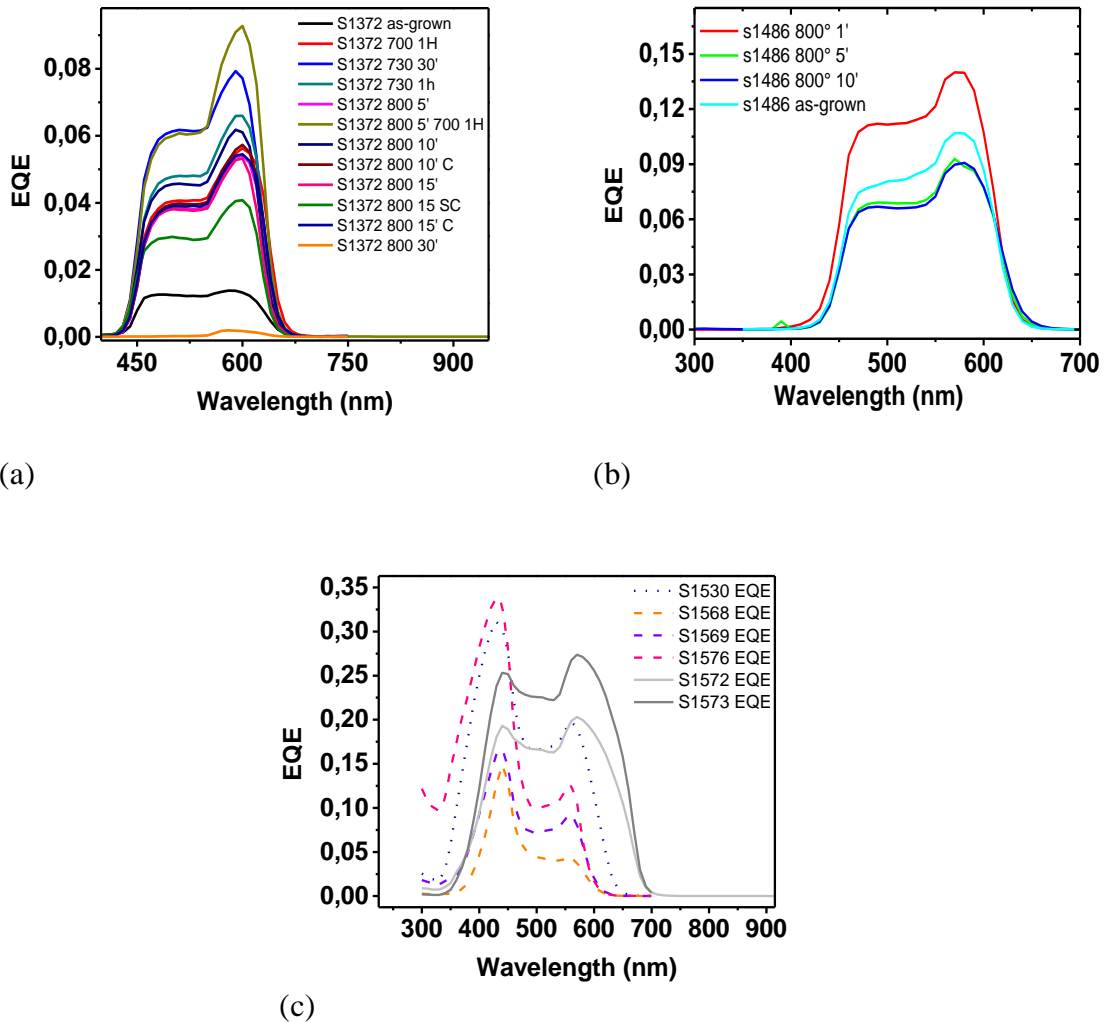 S1372 as-grown
S1372 700 1H
S1372 730 30'
S1372 730 1h
S1372 800 5'
S1372 800 5' 700 1H
S1372 800 10'
S1372 800 10' C
S1372 800 15'
S1372 800 15 SC
S1372 800 15' C
S1372 800 30'
0,08
0,06
0,04
0,02
0,00
EQE
450 600 750 900
Wavelength (nm)
(a)
s1486 800° 1'
s1486 800° 5'
s1486 800° 10'
s1486 as-grown
0,15
0,12
0,09
0,06
0,03
0,00
EQE
300 400 500 600 700
Wavelength (nm)
(b)
S1530 EQE
S1568 EQE
S1569 EQE
S1576 EQE
S1572 EQE
S1573 EQE
0,35
0,30
0,25
0,20
0,15
0,10
0,05
0,00
EQE
300 400 500 600 700 800 900
Wavelength (nm)
(c)